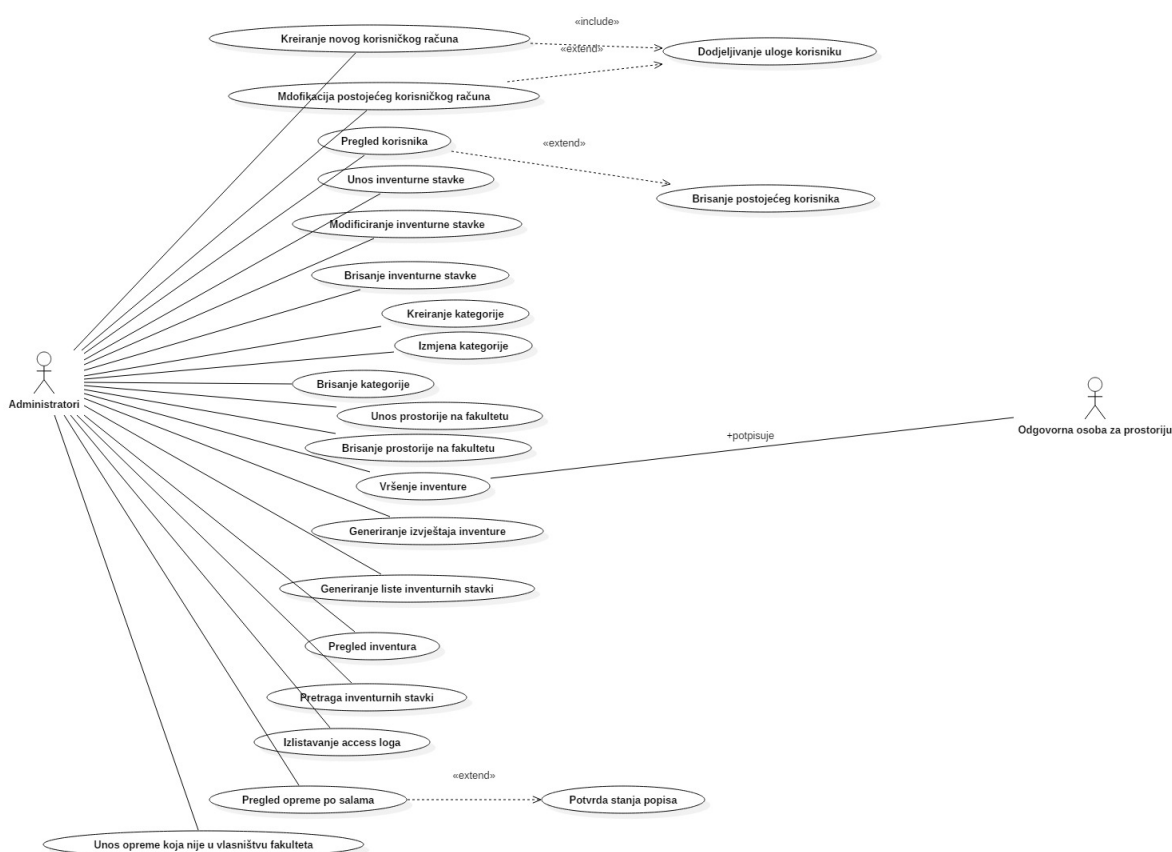 «include»
Kreiranje novog korisničkog računa
«extend»
Dodjeljivanje uloge korisniku
Mdofikacija postojećeg korisničkog računa
Pregled korisnika
«extend»
Unos inventurne stavke
Brisanje postojećeg korisnika
Modificiranje inventurne stavke
Brisanje inventurne stavke
Kreiranje kategorije
Izmjena kategorije
Brisanje kategorije
Administratori
Unos prostorije na fakultetu
Odgovorna osoba za prostoriju
+potpisuje
Brisanje prostorije na fakultetu
Vršenje inventure
Generiranje izvještaja inventure
Generiranje liste inventurnih stavki
Pregled inventura
Pretraga inventurnih stavki
Izlistavanje access loga
«extend»
Pregled opreme po salama
Potvrda stanja popisa
Unos opreme koja nije u vlasništvu fakulteta